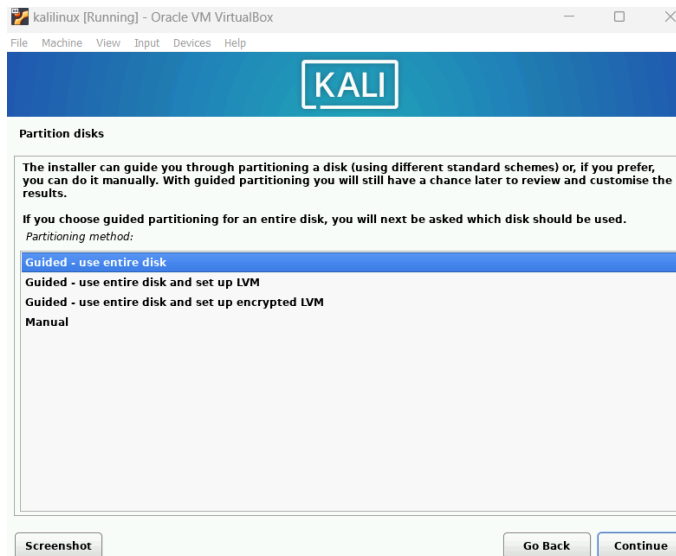 kalilinux [Running] - Oracle VM VirtualBox
File Machine View Input Devices Help
KALI
Partition disks
The installer can guide you through partitioning a disk (using different standard schemes) or, if you prefer,
you can do it manually. With guided partitioning you will still have a chance later to review and customise the
results.
If you choose guided partitioning for an entire disk, you will next be asked which disk should be used.
Partitioning method:
Guided - use entire disk
Guided - use entire disk and set up LVM
Guided - use entire disk and set up encrypted LVM
Manual
Screenshot Go Back Continue